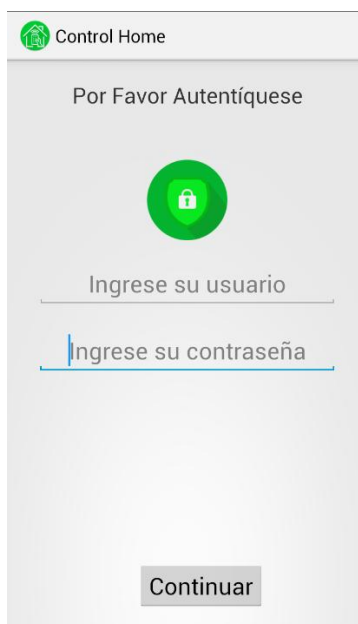 Control Home
Por Favor Autentíquese
Ingrese su usuario
Ingrese su contraseña
Continuar